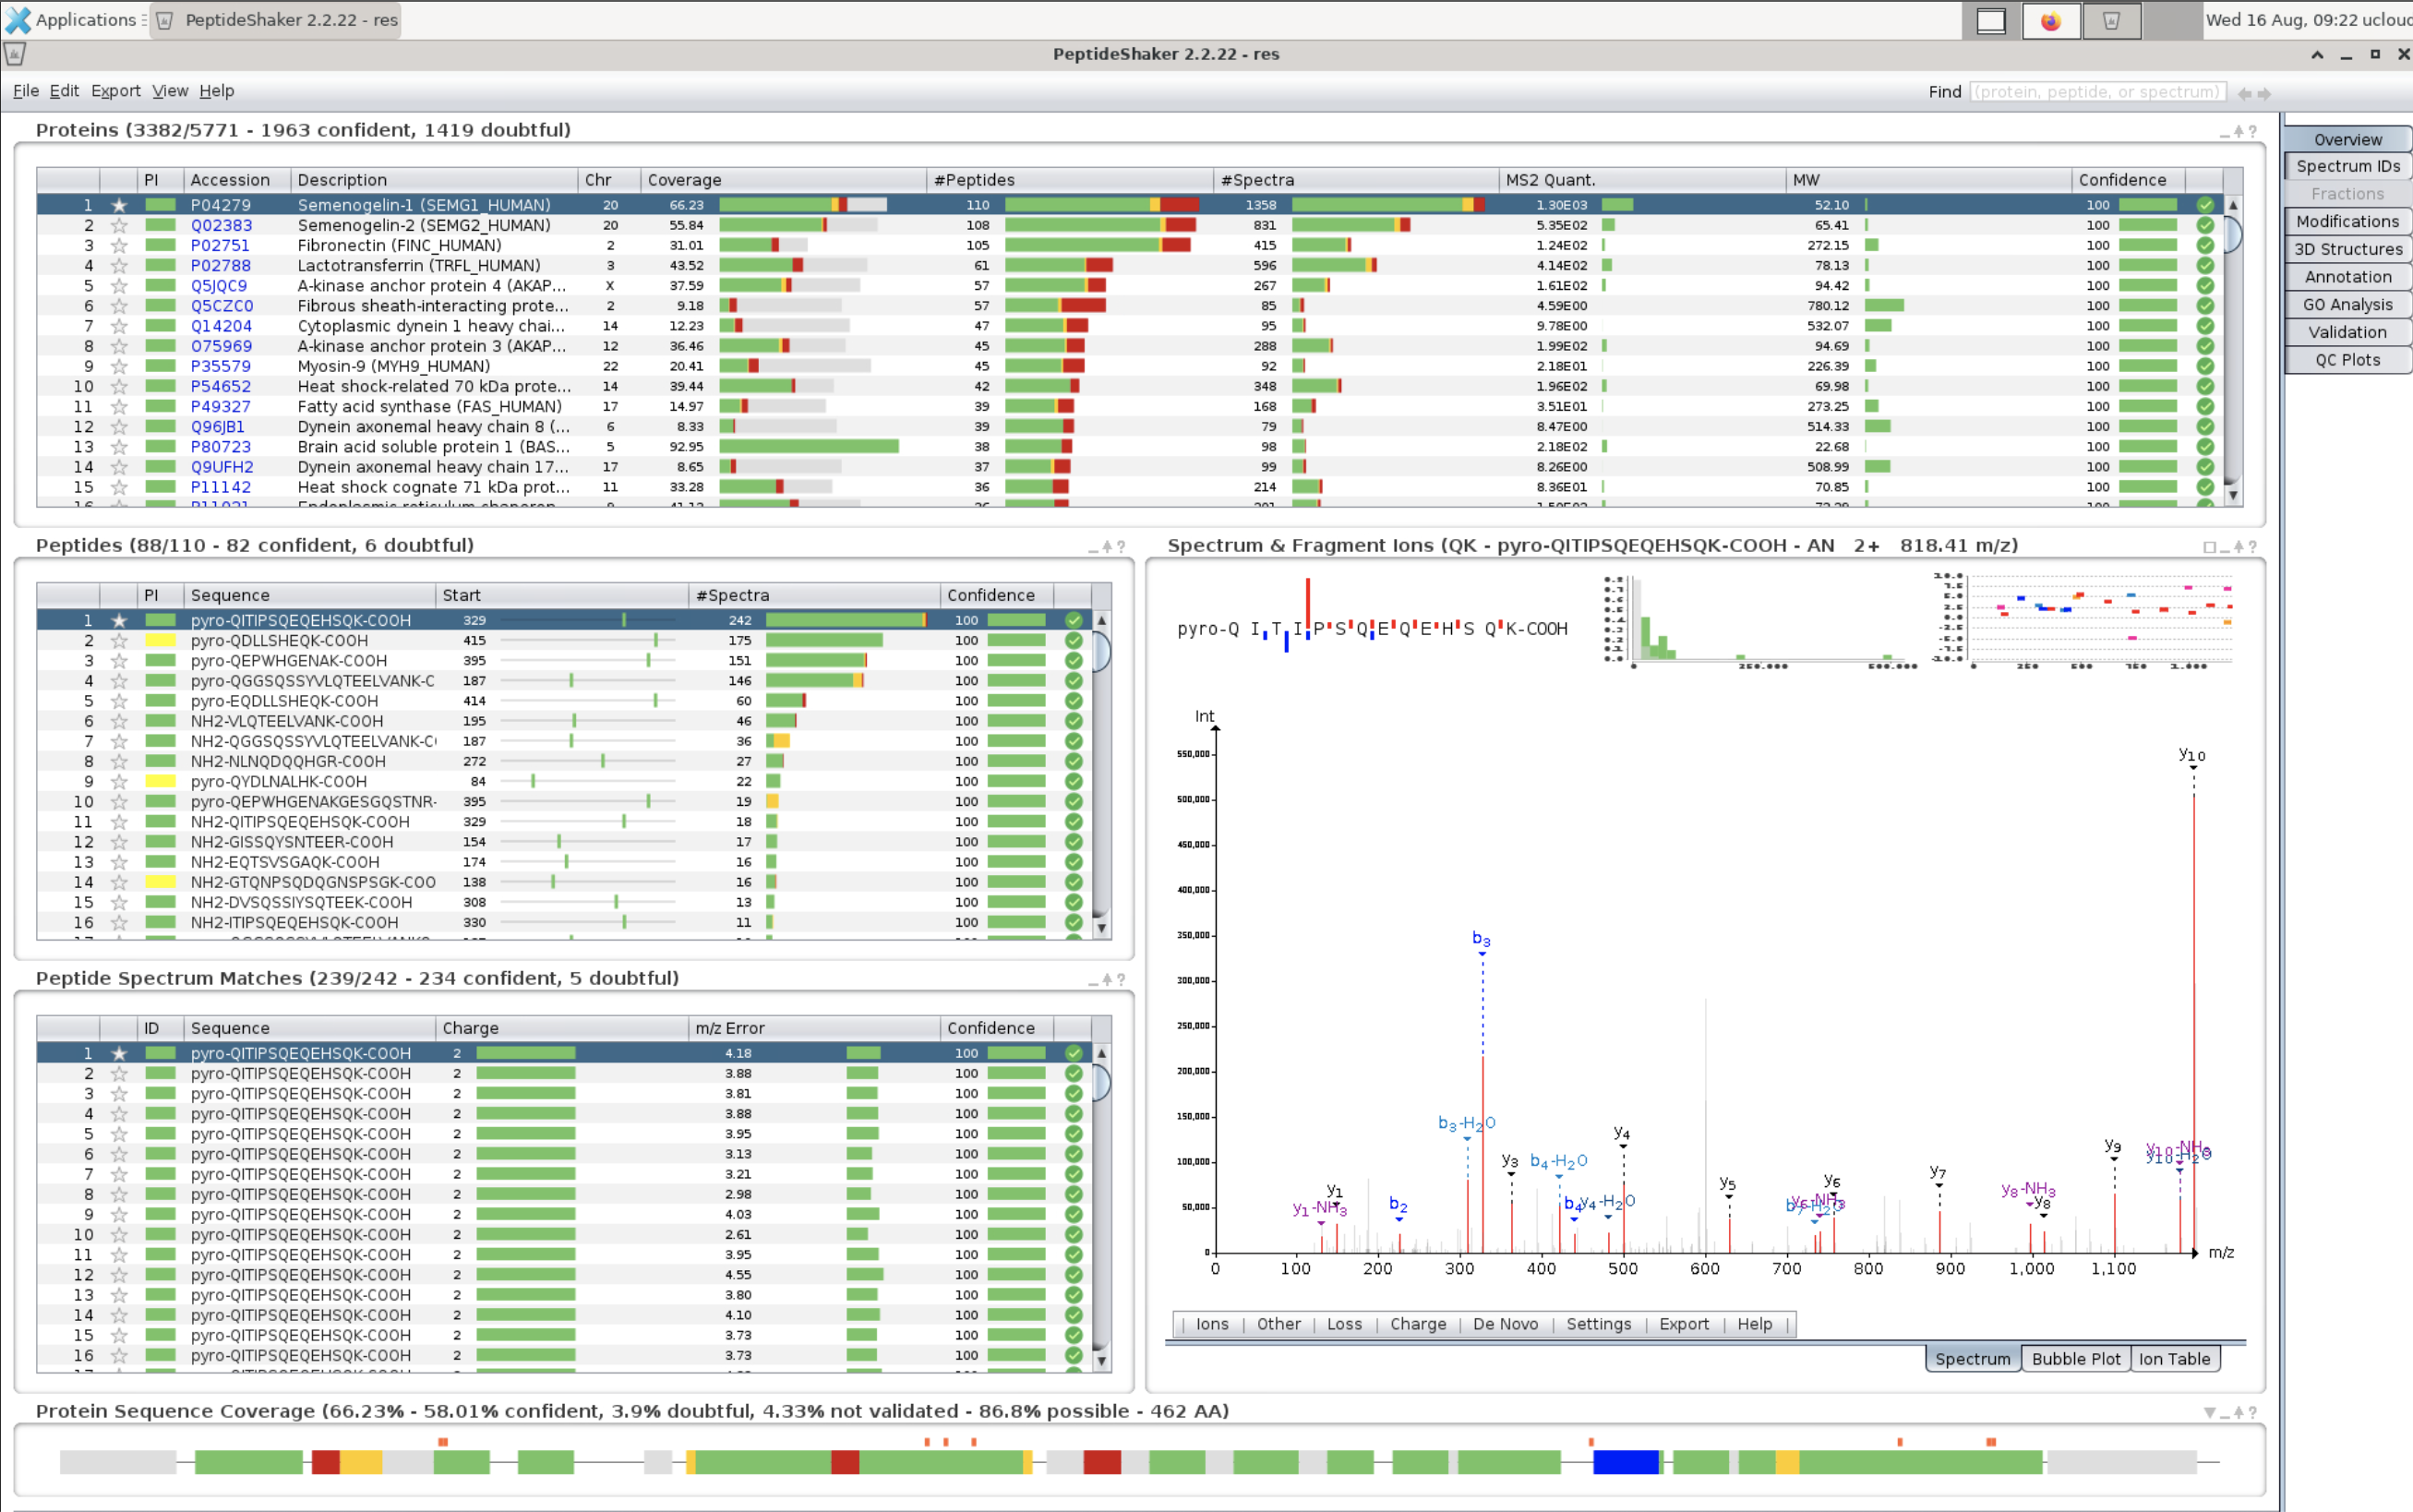 Applications PeptideShaker 2.2.22 - res Wed 16 Aug, 09:22 ucloud
PeptideShaker 2.2.22 - res
File Edit Export View Help Find (protein, peptide, or spectrum)
Proteins (3382/5771 - 1963 confident, 1419 doubtful)
PI Accession Description Chr Coverage #Peptides #Spectra MS2 Quant. MW Confidence
1 P04279 Semenogelin-1 (SEMG1_HUMAN) 20 66.23 110 1358 1.30E03 52.10 100
2 Q02383 Semenogelin-2 (SEMG2_HUMAN) 20 55.84 108 831 5.35E02 65.41 100
3 P02751 Fibronectin (FINC_HUMAN) 2 31.01 105 415 1.24E02 272.15 100
4 P02788 Lactotransferrin (TRFL_HUMAN) 3 43.52 61 596 4.14E02 78.13 100
5 Q5JQC9 A-kinase anchor protein 4 (AKAP... X 37.59 57 267 1.61E02 94.42 100
6 Q5CZC0 Fibrous sheath-interacting prote... 2 9.18 57 85 4.59E00 780.12 100
7 Q14204 Cytoplasmic dynein 1 heavy chai... 14 12.23 47 95 9.78E00 532.07 100
8 O75969 A-kinase anchor protein 3 (AKAP... 12 36.46 45 288 1.99E02 94.69 100
9 P35579 Myosin-9 (MYH9_HUMAN) 22 20.41 45 92 2.18E01 226.39 100
10 P54652 Heat shock-related 70 kDa prote... 14 39.44 42 348 1.96E02 69.98 100
11 P49327 Fatty acid synthase (FAS_HUMAN) 17 14.97 39 168 3.51E01 273.25 100
12 Q96JB1 Dynein axonemal heavy chain 8 (... 6 8.33 39 79 8.47E00 514.33 100
13 P80723 Brain acid soluble protein 1 (BAS... 5 92.95 38 98 2.18E02 22.68 100
14 Q9UFH2 Dynein axonemal heavy chain 17... 17 8.65 37 99 8.26E00 508.99 100
15 P11142 Heat shock cognate 71 kDa prot... 11 33.28 36 214 8.36E01 70.85 100
Overview
Spectrum IDs
Fractions
Modifications
3D Structures
Annotation
GO Analysis
Validation
QC Plots
Peptides (88/110 - 82 confident, 6 doubtful)
PI Sequence Start #Spectra Confidence
1 pyro-QITIPSQEQEHSQK-COOH 329 242 100
2 pyro-QDLLSHEQK-COOH 415 175 100
3 pyro-QEPWHGENAK-COOH 395 151 100
4 pyro-QGGSQSSYVLQTEELVANK-C 187 146 100
5 pyro-EQDLLSHEQK-COOH 414 60 100
6 NH2-VLQTEELVANK-COOH 195 46 100
7 NH2-QGGSQSSYVLQTEELVANK-C 187 36 100
8 NH2-NLNQDQQHGR-COOH 272 27 100
9 pyro-QYDLNALHK-COOH 84 22 100
10 pyro-QEPWHGENAKGESGQSTNR- 395 19 100
11 NH2-QITIPSQEQEHSQK-COOH 329 18 100
12 NH2-GISSQYSNTEER-COOH 154 17 100
13 NH2-EQTSVSGAQK-COOH 174 16 100
14 NH2-GTQNPSQDQGNSPSGK-COO 138 16 100
15 NH2-DVSQSSIYSQTEEK-COOH 308 13 100
16 NH2-ITIPSQEQEHSQK-COOH 330 11 100
Peptide Spectrum Matches (239/242 - 234 confident, 5 doubtful)
ID Sequence Charge m/z Error Confidence
1 pyro-QITIPSQEQEHSQK-COOH 2 4.18 100
2 pyro-QITIPSQEQEHSQK-COOH 2 3.88 100
3 pyro-QITIPSQEQEHSQK-COOH 2 3.81 100
4 pyro-QITIPSQEQEHSQK-COOH 2 3.88 100
5 pyro-QITIPSQEQEHSQK-COOH 2 3.95 100
6 pyro-QITIPSQEQEHSQK-COOH 2 3.13 100
7 pyro-QITIPSQEQEHSQK-COOH 2 3.21 100
8 pyro-QITIPSQEQEHSQK-COOH 2 2.98 100
9 pyro-QITIPSQEQEHSQK-COOH 2 4.03 100
10 pyro-QITIPSQEQEHSQK-COOH 2 2.61 100
11 pyro-QITIPSQEQEHSQK-COOH 2 3.95 100
12 pyro-QITIPSQEQEHSQK-COOH 2 4.55 100
13 pyro-QITIPSQEQEHSQK-COOH 2 3.80 100
14 pyro-QITIPSQEQEHSQK-COOH 2 4.10 100
15 pyro-QITIPSQEQEHSQK-COOH 2 3.73 100
16 pyro-QITIPSQEQEHSQK-COOH 2 3.73 100
Spectrum & Fragment Ions (QK - pyro-QITIPSQEQEHSQK-COOH - AN 2+ 818.41 m/z)
pyro-Q I T I P S Q E Q E H S Q K-COOH
Int
550,000
500,000
450,000
400,000
350,000
300,000
250,000
200,000
150,000
100,000
50,000
0
y10
b3
b3-H2O
y4
y9
y3
b4-H2O
y10-NH3
y10-H2O
y7
y1
y5
y6
y6-NH3
b7-H2O
y8-NH3
y8
y1-NH3
b2
b4
y4-H2O
0 100 200 300 400 500 600 700 800 900 1,000 1,100 m/z
Ions Other Loss Charge De Novo Settings Export Help
Spectrum Bubble Plot Ion Table
Protein Sequence Coverage (66.23% - 58.01% confident, 3.9% doubtful, 4.33% not validated - 86.8% possible - 462 AA)